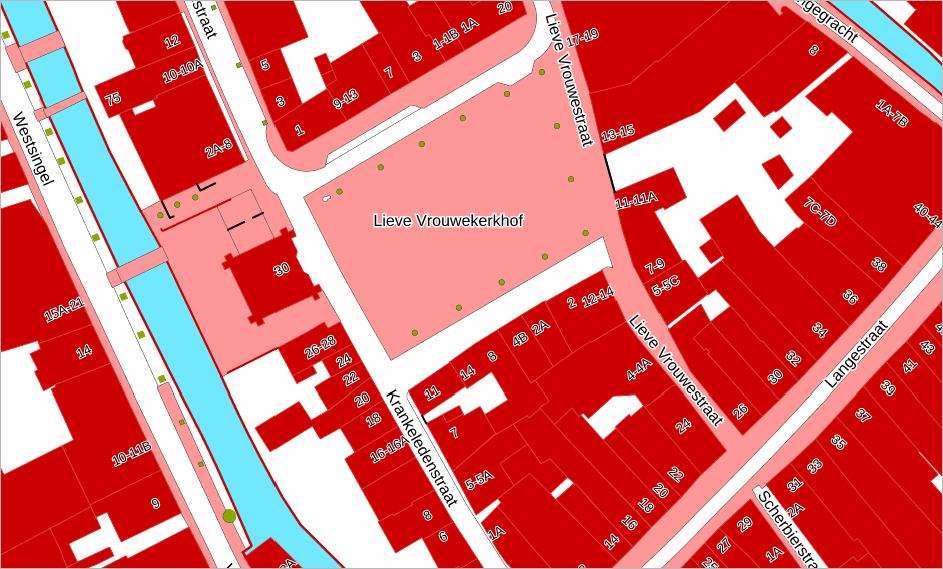 straat
20
ngegracht
12
1A
1-1B
17-19
3
8
5
10-10A
7
75
9-13
3
Lieve Vrouwestraat
1A-7B
1
13-15
2A-8
Westsingel
11-11A
7C-7D
40-44
Lieve Vrouwekerkhof
30
7-9
38
5-5C
36
15A-21
2
12-14
34
2A
4B
26-28
Lieve Vrouwestraat
Langestraat
43
14
24
8
32
41
22
14
4-4A
30
39
20
11
26
37
18
Krankeledenstraat
24
7
35
16-16A
10-11B
33
22
5-5A
31
20
9
18
2A
8
16
29
Scherbierstra
6
1A
14
27
1A
25